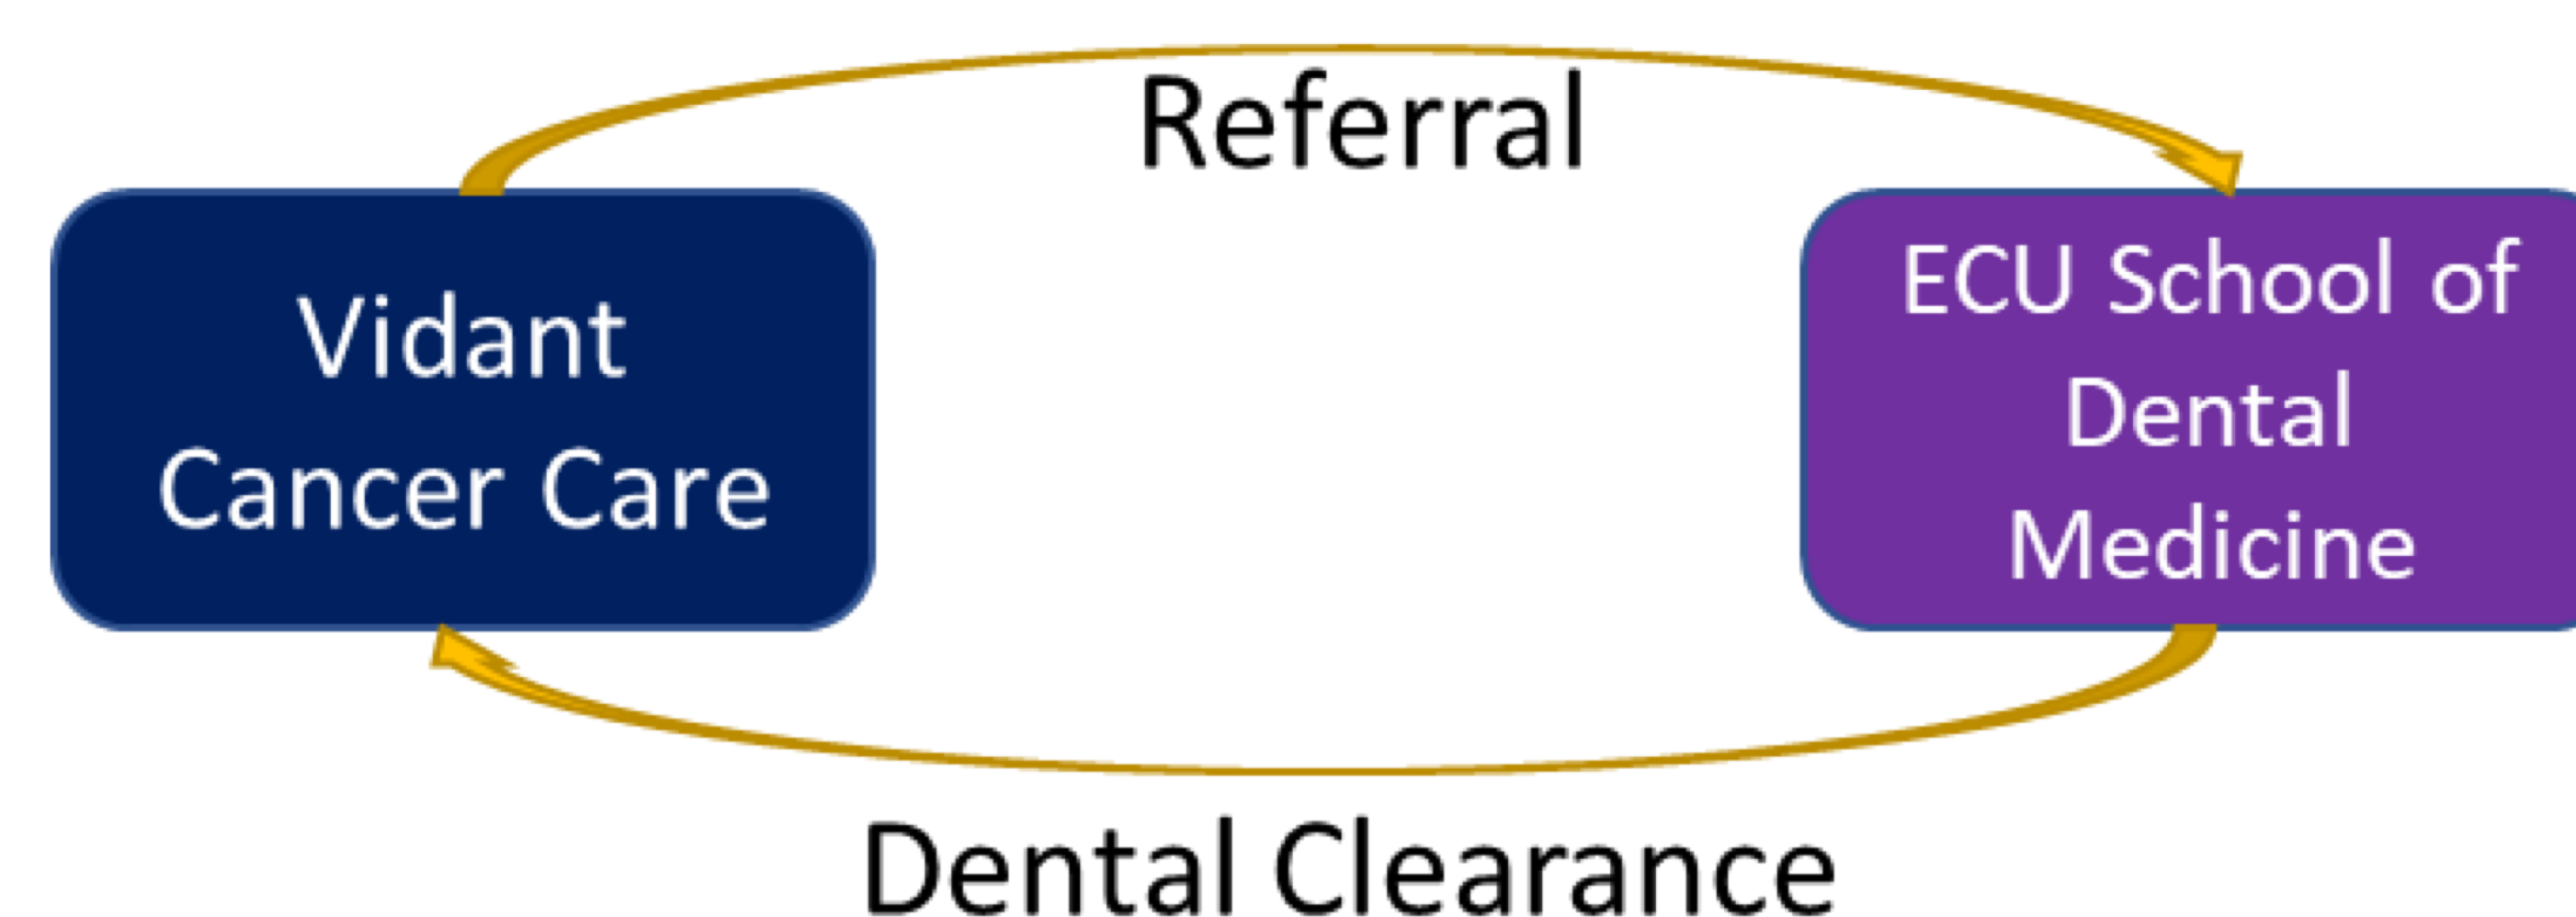 Referral
Vidant
Cancer Care
ECU School of
Dental
Medicine
Dental Clearance